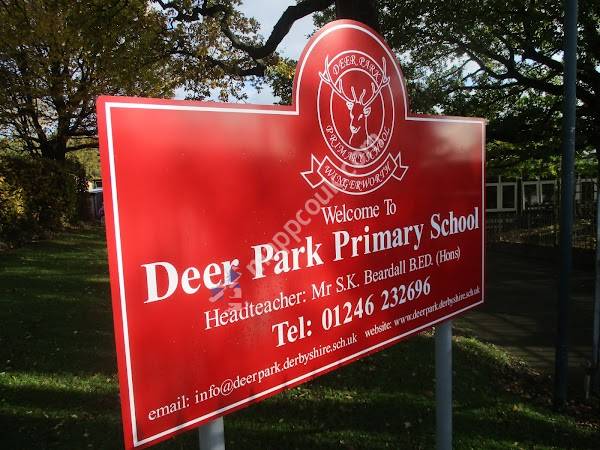 DEER PARK
PRIMARY SCHOOL
WINGERWORTH
Welcome To
Deer Park Primary School
Headteacher: Mr S.K. Beardall B.ED. (Hons)
Tel: 01246 232696
email: info@deerpark.derbyshire.sch.uk website: www.deerpark.derbyshire.sch.uk